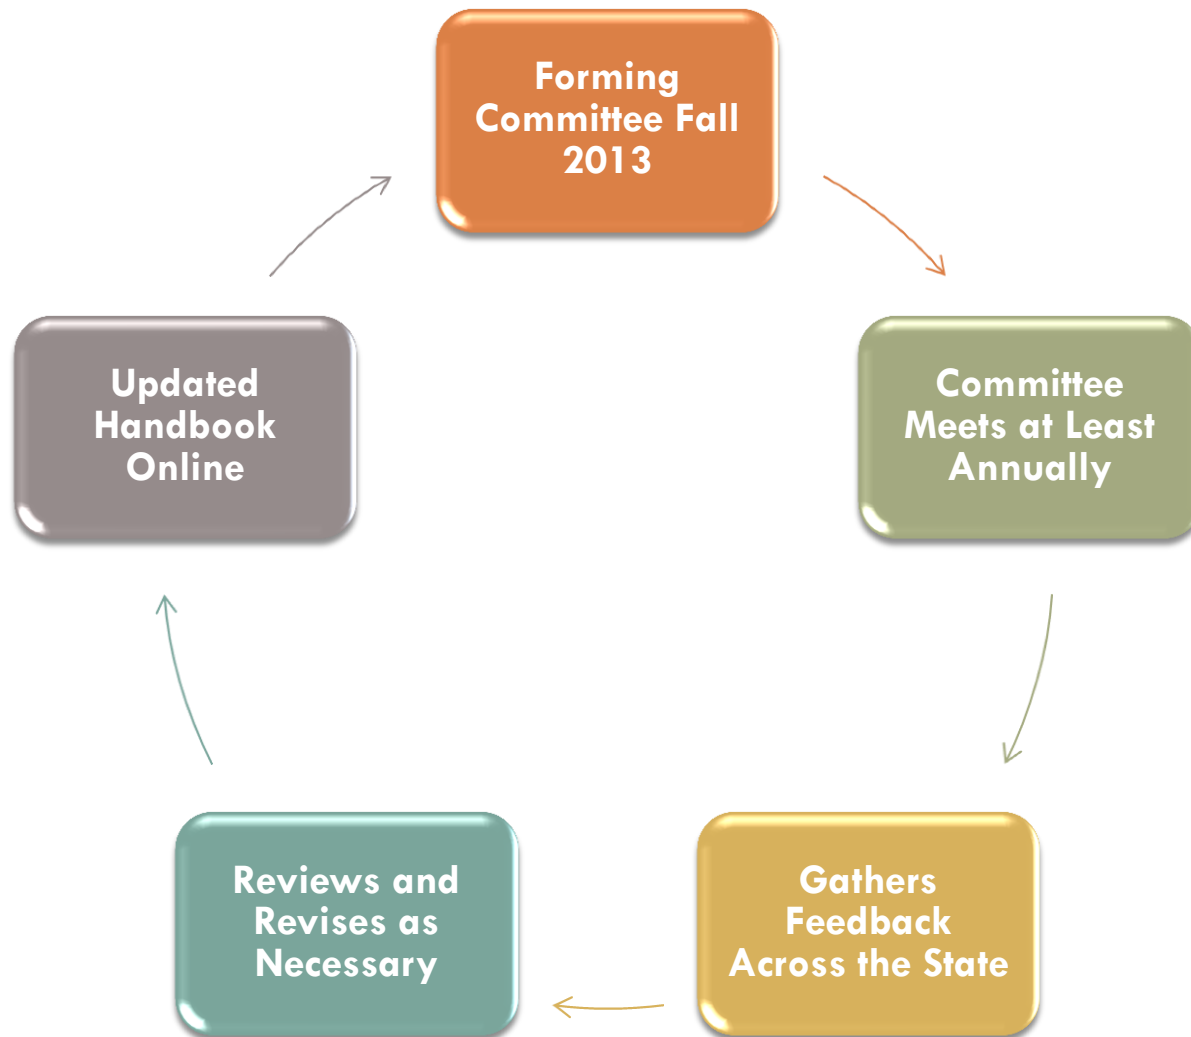 Forming
Committee Fall
2013
Committee
Meets at Least
Annually
Gathers
Feedback
Across the State
Reviews and
Revises as
Necessary
Updated
Handbook
Online